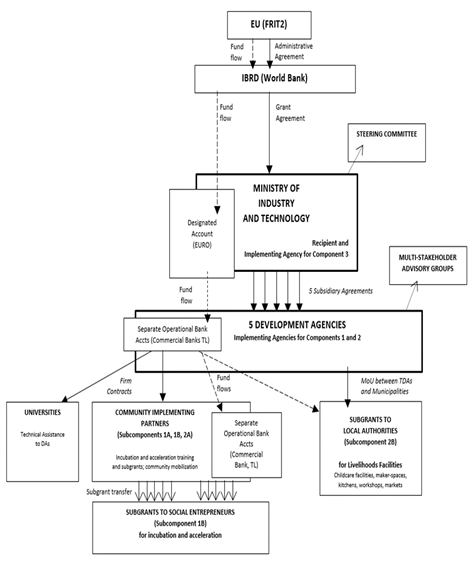 EU (FRIT2)
Fund
flow
Administrative
Agreement
IBRD (World Bank)
Fund
flow
Grant
Agreement
STEERING COMMITTEE
MINISTRY OF
INDUSTRY
AND TECHNOLOGY
Recipient and
Implementing Agency for Component 3
Designated
Account
(EURO)
MULTI-STAKEHOLDER
ADVISORY GROUPS
Fund
flow
5 Subsidiary Agreements
Separate Operational Bank
Accts (Commercial Banks TL)
5 DEVELOPMENT AGENCIES
Implementing Agencies for Components 1 and 2
Firm
Contracts
Fund
flows
MoU between TDAs
and Municipalities
UNIVERSITIES
Technical Assistance
to DAs
COMMUNITY IMPLEMENTING
PARTNERS
(Subcomponents 1A, 1B, 2A)
Incubation and acceleration training
and subgrants; community mobilization
Separate
Operational Bank
Accts
(Commercial
Bank, TL)
SUBGRANTS TO
LOCAL AUTHORITIES
(Subcomponent 2B)
for Livelihoods Facilities
Childcare facilities, maker-spaces,
kitchens, workshops, markets
Subgrant transfer
SUBGRANTS TO SOCIAL ENTREPRENEURS
(Subcomponent 1B)
for incubation and acceleration